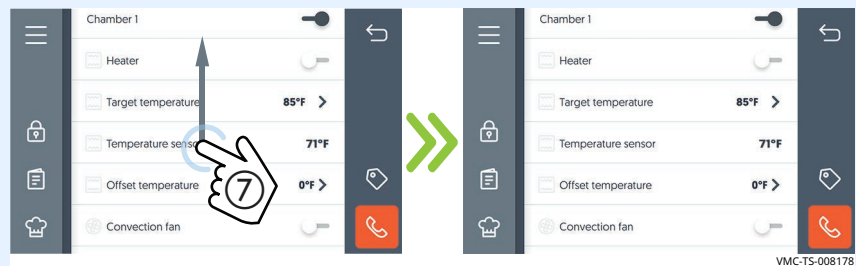 Chamber 1
Heater
Target temperature 85°F
Temperature sensor 71°F
Offset temperature 0°F
Convection fan
7
Chamber 1
Heater
Target temperature 85°F
Temperature sensor 71°F
Offset temperature 0°F
Convection fan
VMC-TS-008178